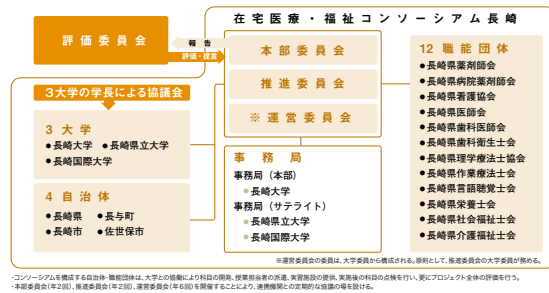 在宅医療・福祉コンソーシアム長崎
評価委員会
報告
評価・提言
本部委員会
推進委員会
※運営委員会
3大学の学長による協議会
3 大学
●長崎大学 ●長崎県立大学
●長崎国際大学
4 自治体
●長崎県 ●長与町
●長崎市 ●佐世保市
事務局
事務局（本部）
●長崎大学
事務局（サテライト）
●長崎県立大学
●長崎国際大学
12 職能団体
●長崎県薬剤師会
●長崎県病院薬剤師会
●長崎県看護協会
●長崎県医師会
●長崎県歯科医師会
●長崎県歯科衛生士会
●長崎県理学療法士協会
●長崎県作業療法士会
●長崎県言語聴覚士会
●長崎県栄養士会
●長崎県社会福祉士会
●長崎県介護福祉士会
※運営委員会の委員は、大学委員から構成される。原則として、推進委員会の大学委員が務める。
・コンソーシアムを構成する自治体・職能団体は、大学との協働により科目の開発、授業担当者の派遣、実習施設の提供、実施後の科目の点検を行い、更にプロジェクト全体の評価を行う。
・本部委員会（年2回）、推進委員会（年2回）、運営委員会（年6回）を開催することにより、連携機関との定期的な協議の場を設ける。